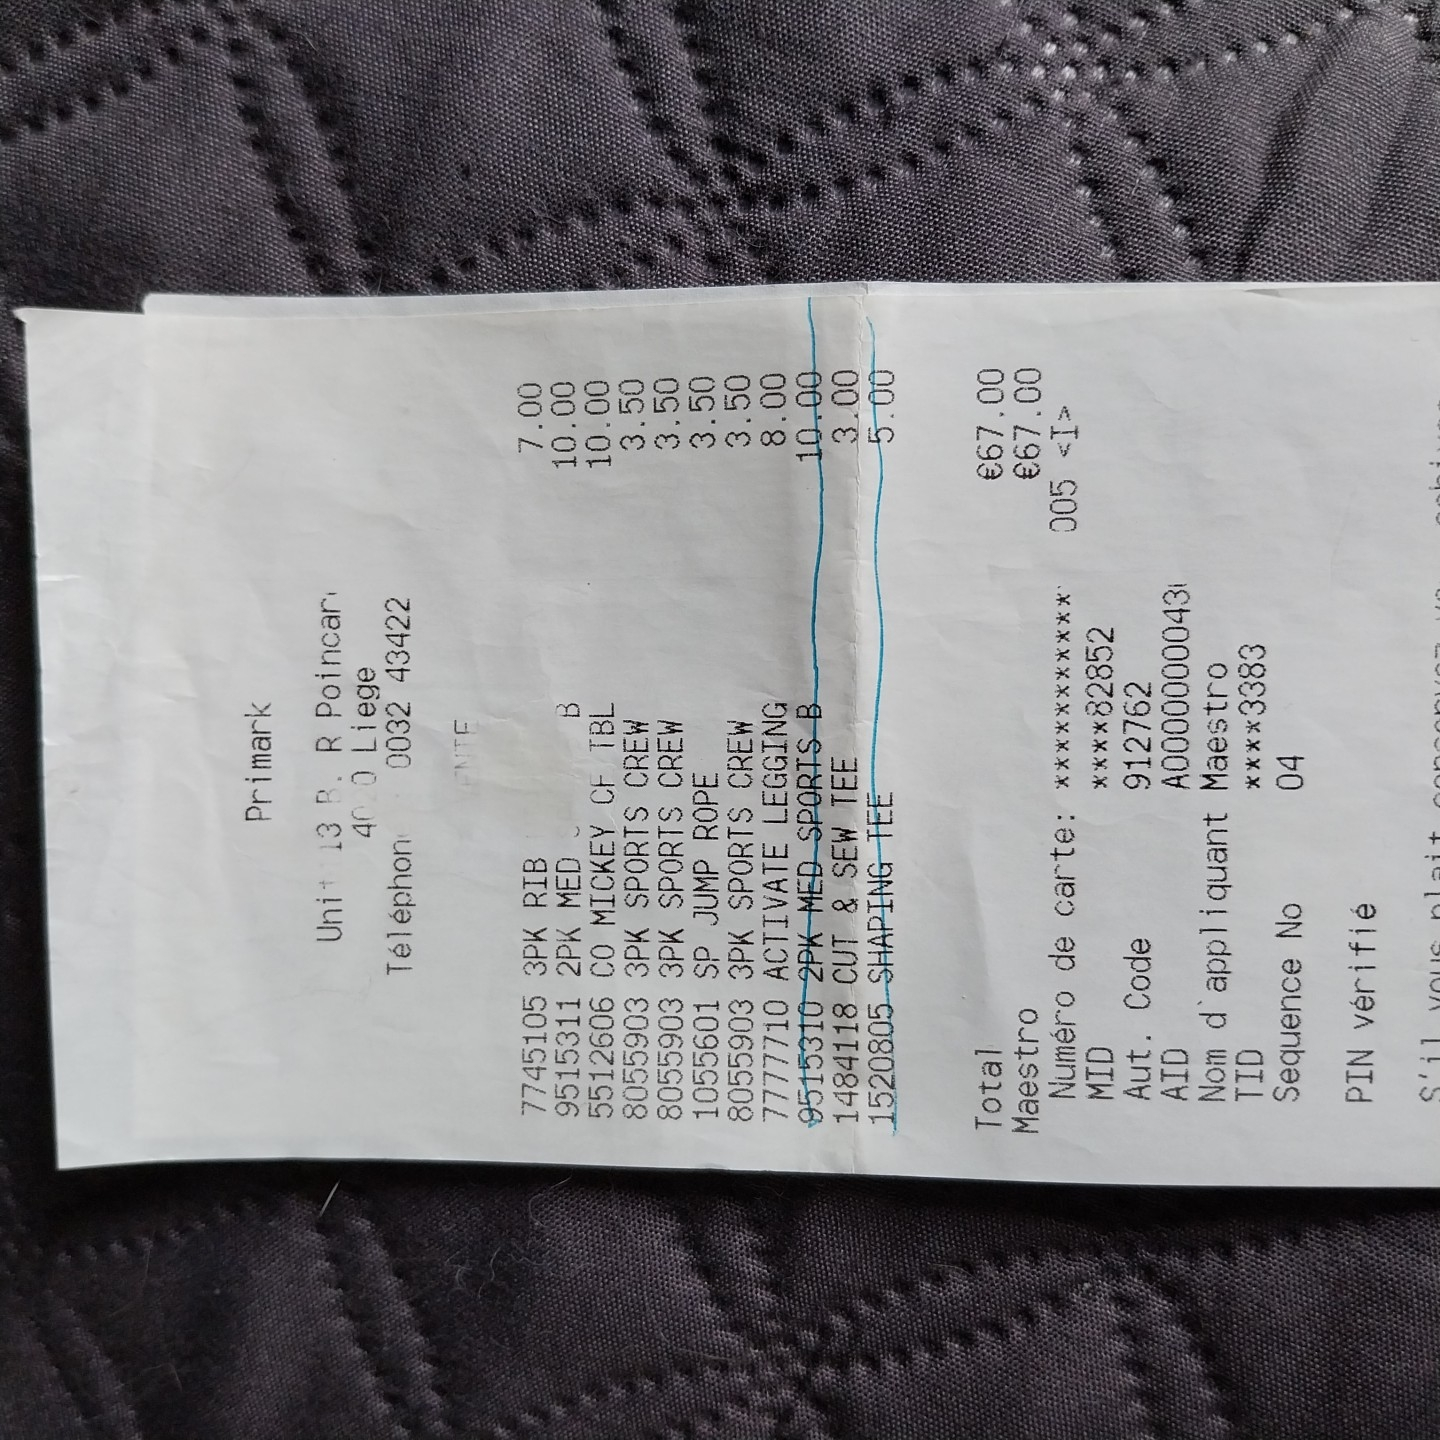 Primark
13 B. R Poincar
Liege
Téléphon 0032 43422
7745105 3PK RIB 7.00
9515311 2PK MED B 10.00
5512606 CO MICKEY CF TBL 10.00
8055903 3PK SPORTS CREW 3.50
8055903 3PK SPORTS CREW 3.50
1055601 SP JUMP ROPE 3.50
8055903 3PK SPORTS CREW 3.50
7777710 ACTIVATE LEGGING 8.00
9515310 2PK MED SPORTS B 10.00
1484118 CUT & SEW TEE 3.00
1520805 SHAPING TEE 5.00
Total €67.00
Maestro €67.00
Numéro de carte: ************ 005 <I>
MID ****82852
Aut. Code 912762
AID A000000043
Nom d`appliquant Maestro
TID ****3383
Sequence No 04
PIN vérifié
S'il vous plait